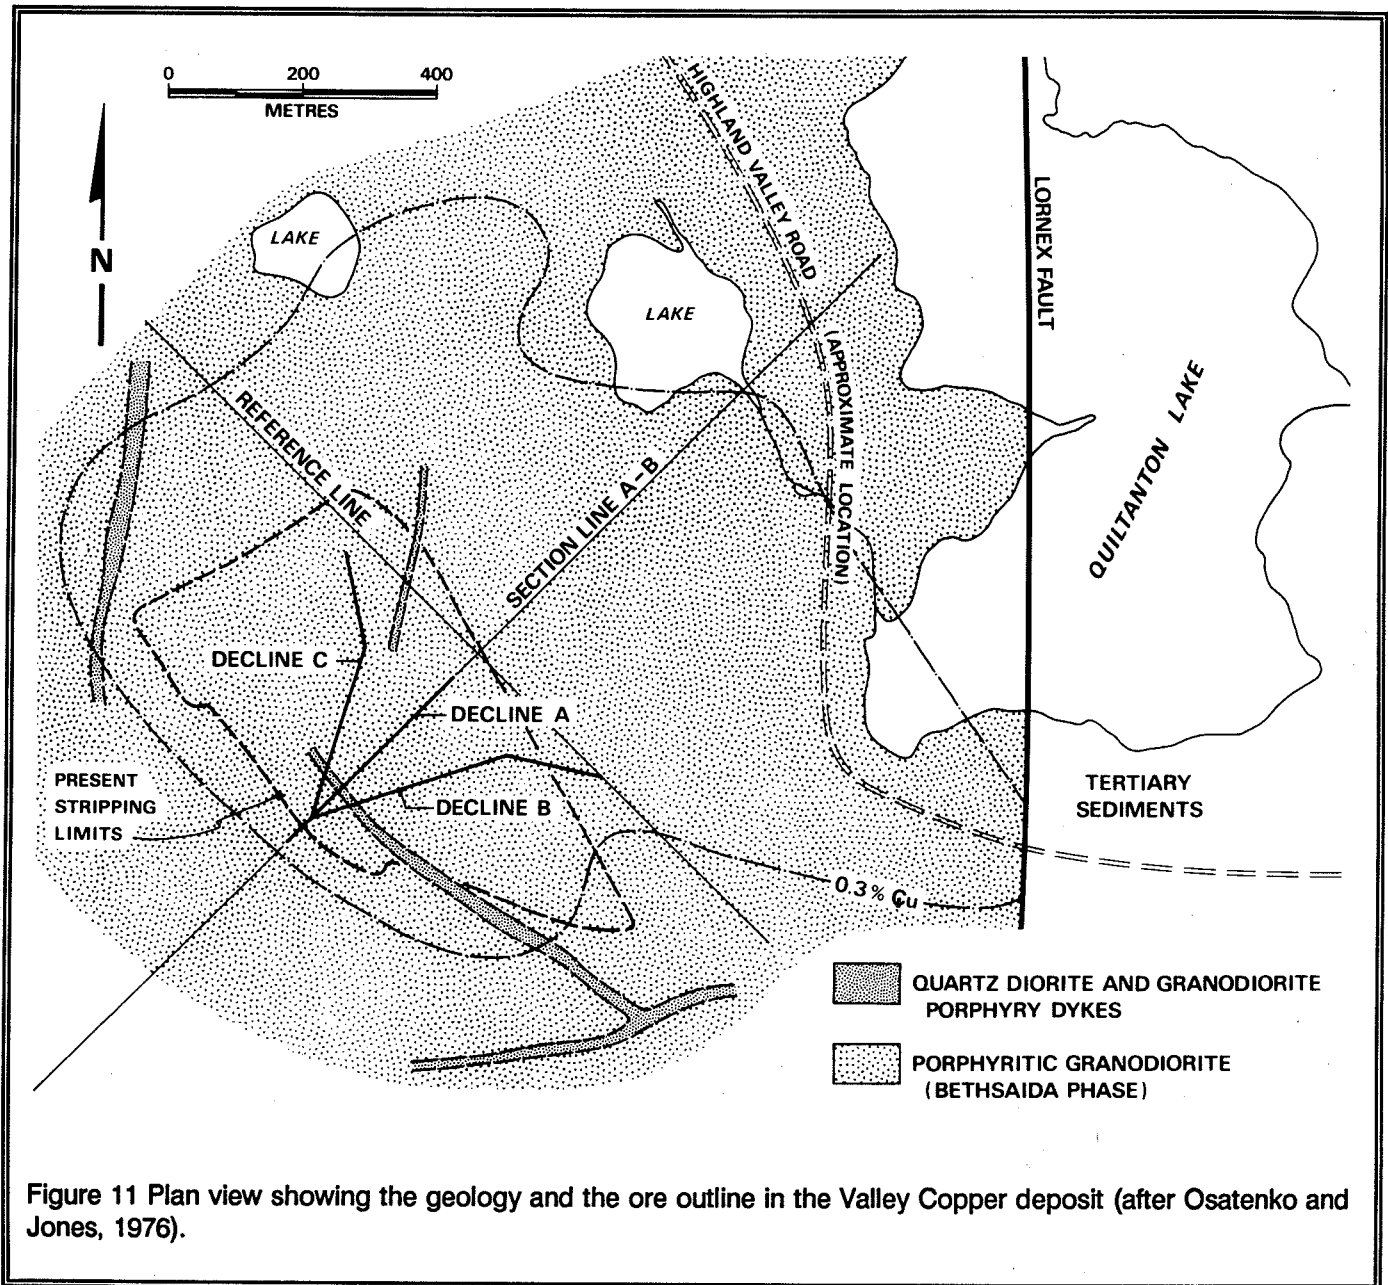 0 200 400
METRES
N
HIGHLAND VALLEY ROAD
(APPROXIMATE LOCATION)
LORNEX FAULT
LAKE
LAKE
QUILTANTON LAKE
REFERENCE LINE
SECTION LINE A-B
DECLINE C
DECLINE A
DECLINE B
PRESENT
STRIPPING
LIMITS
TERTIARY
SEDIMENTS
0.3% Cu
QUARTZ DIORITE AND GRANODIORITE
PORPHYRY DYKES
PORPHYRITIC GRANODIORITE
(BETHSAIDA PHASE)
Figure 11 Plan view showing the geology and the ore outline in the Valley Copper deposit (after Osatenko and
Jones, 1976).